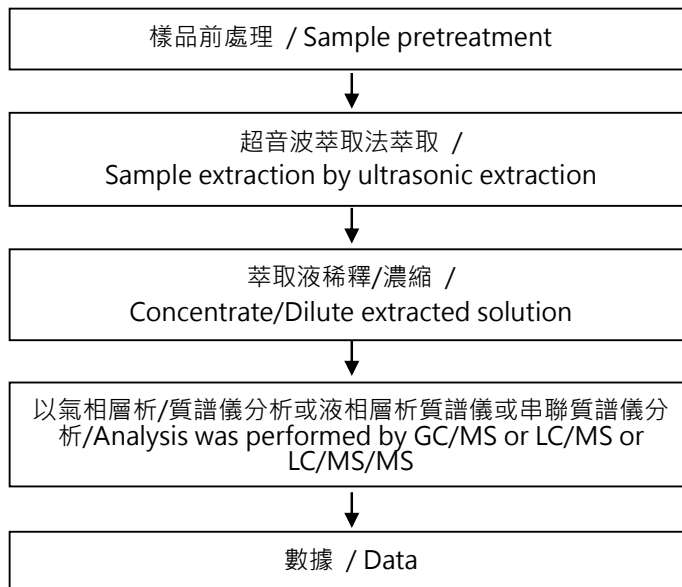 樣品前處理 / Sample pretreatment
超音波萃取法萃取 /
Sample extraction by ultrasonic extraction
萃取液稀釋/濃縮 /
Concentrate/Dilute extracted solution
以氣相層析/質譜儀分析或液相層析質譜儀或串聯質譜儀分
析/Analysis was performed by GC/MS or LC/MS or
LC/MS/MS
數據 / Data